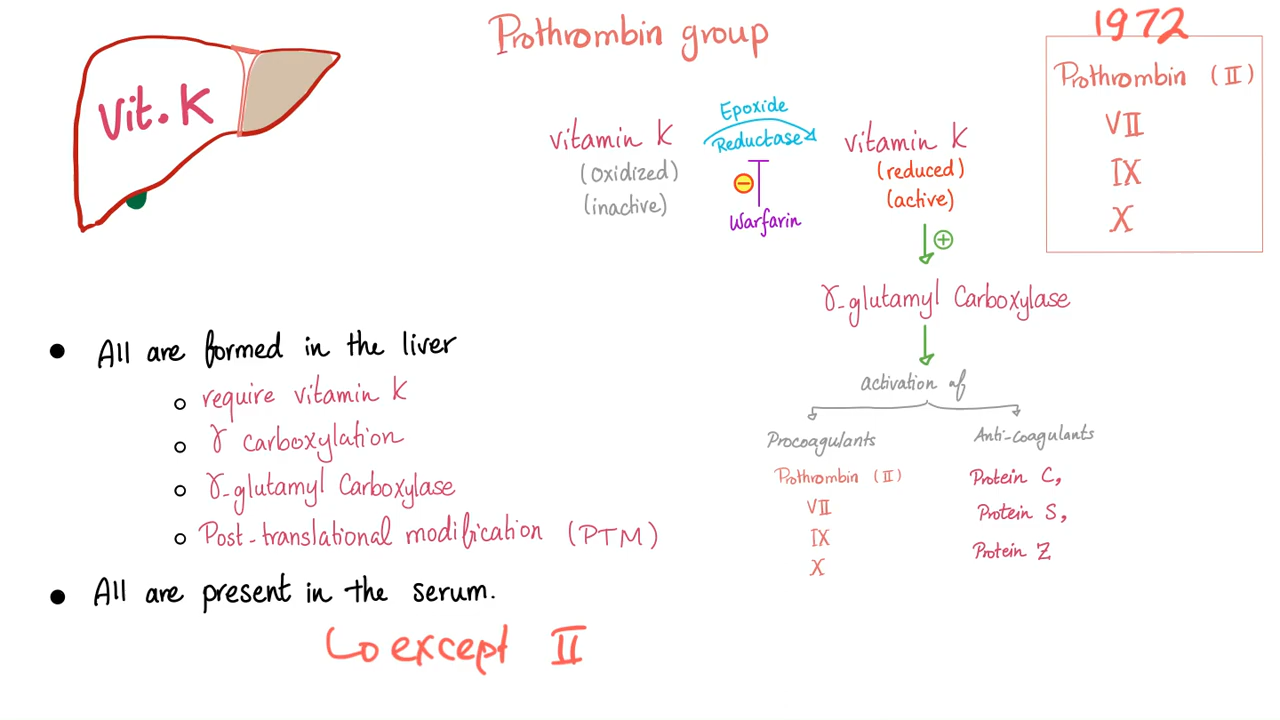 Prothrombin group
1972
Prothrombin (II)
VII
IX
X
Vit. K
vitamin K
(oxidized)
(inactive)
Epoxide
Reductase
⊖
Warfarin
vitamin K
(reduced)
(active)
⊕
γ-glutamyl Carboxylase
activation of
Procoagulants
Prothrombin (II)
VII
IX
X
Anti-coagulants
Protein C,
Protein S,
Protein Z
● All are formed in the liver
○ require vitamin K
○ γ carboxylation
○ γ-glutamyl Carboxylase
○ Post-translational modification (PTM)
● All are present in the serum.
↳ except II